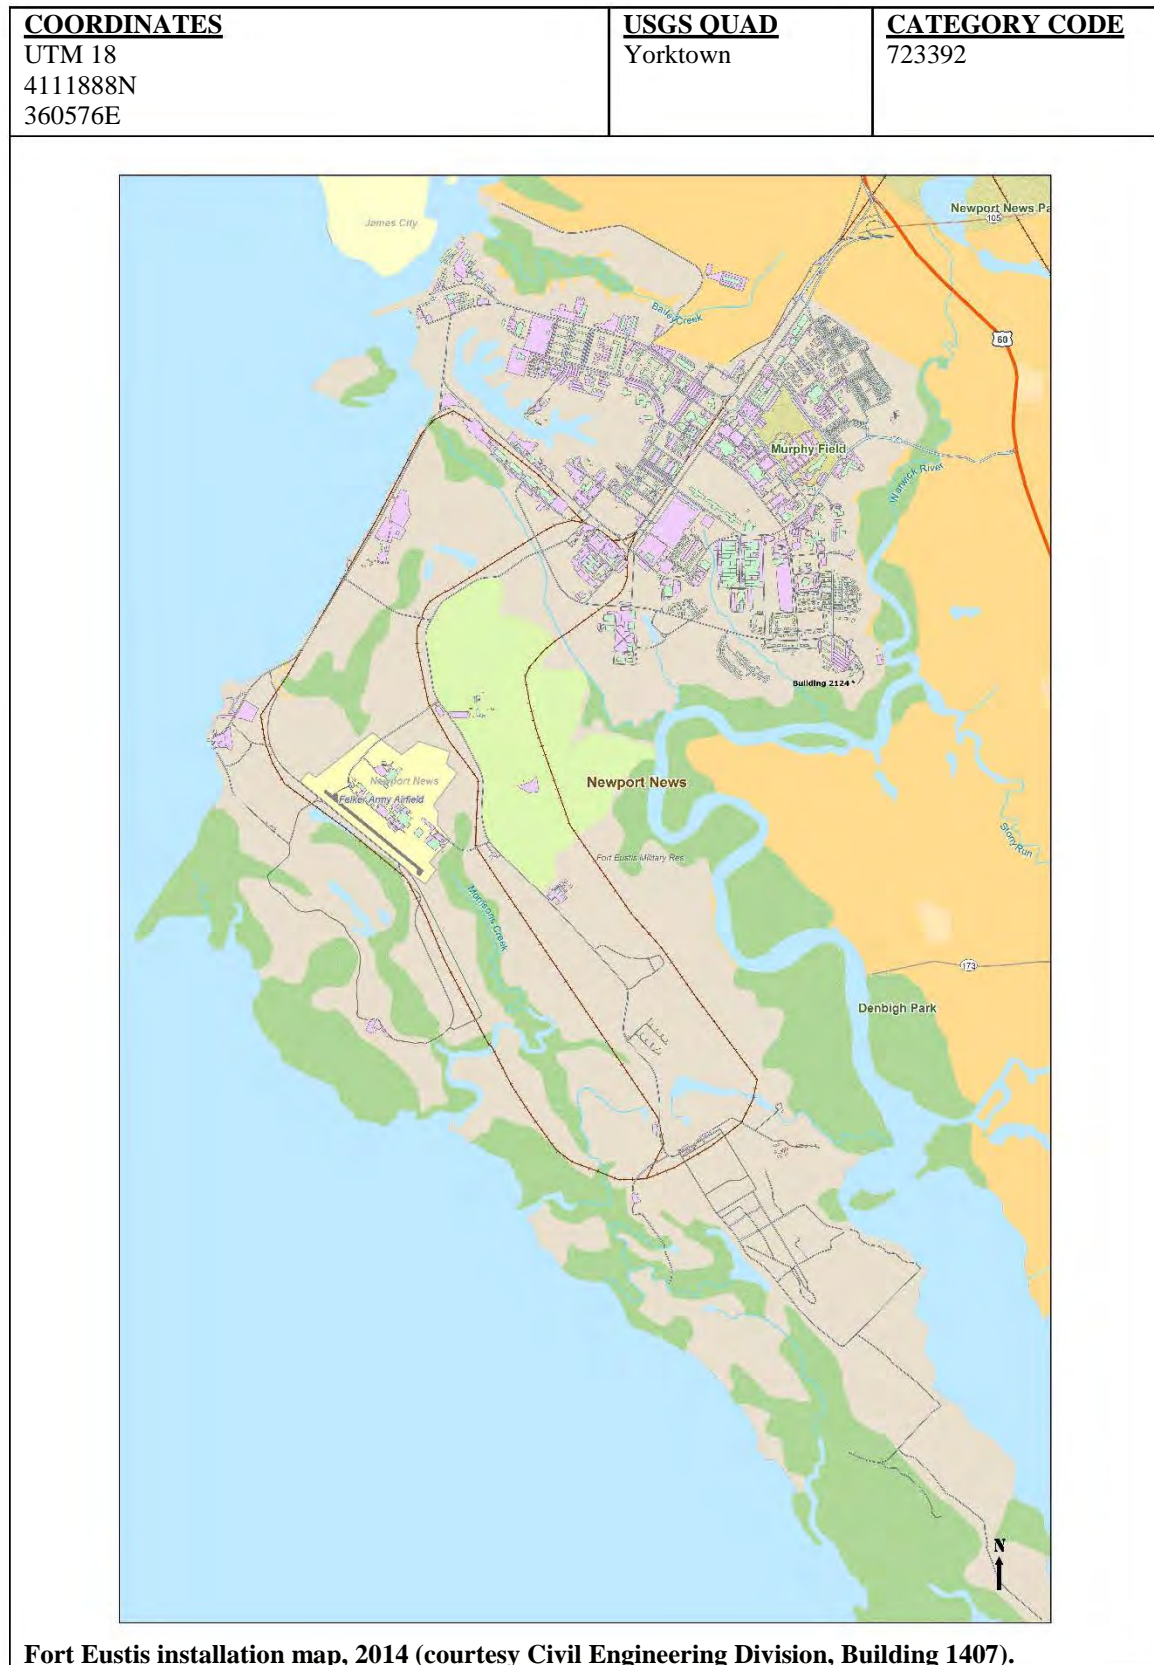 COORDINATES
UTM 18
4111888N
360576E
USGS QUAD
Yorktown
CATEGORY CODE
723392
James City
Newport News Pa
105
Bailey Creek
60
Murphy Field
Warwick River
Building 2124
Newport News
Newport News
Felker Army Airfield
Stony Run
Fort Eustis Military Res
Morrisons Creek
173
Denbigh Park
N
Fort Eustis installation map, 2014 (courtesy Civil Engineering Division, Building 1407).